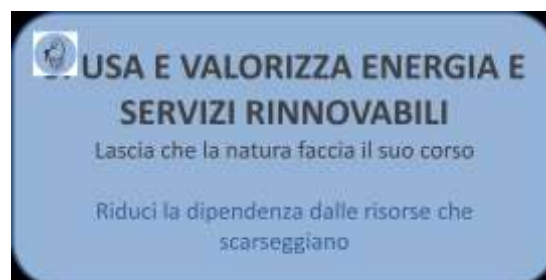 USA E VALORIZZA ENERGIA E
SERVIZI RINNOVABILI
Lascia che la natura faccia il suo corso
Riduci la dipendenza dalle risorse che
scarseggiano